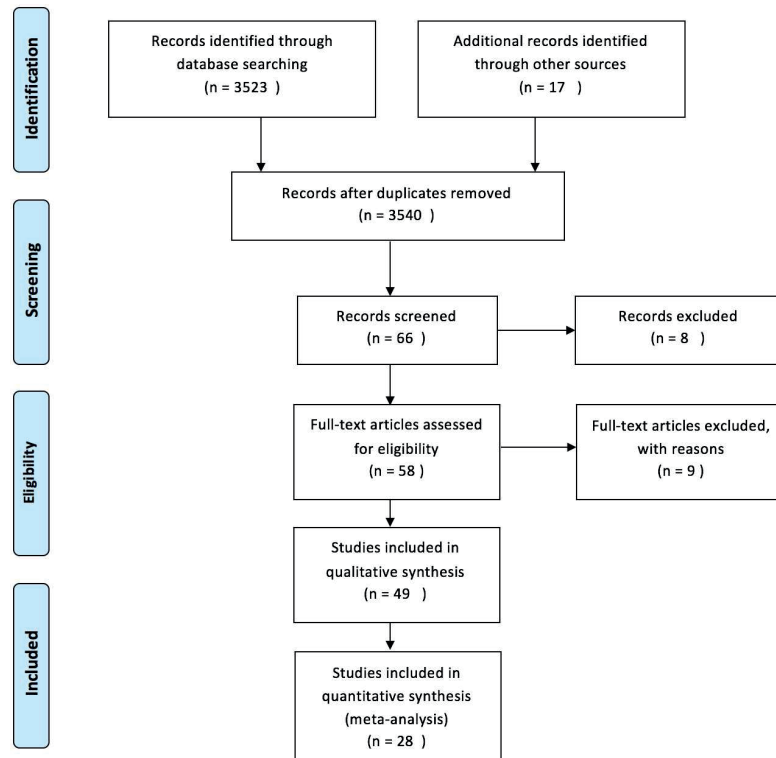 Identification
Records identified through
database searching
(n = 3523 )
Additional records identified
through other sources
(n = 17 )
Records after duplicates removed
(n = 3540 )
Screening
Records screened
(n = 66 )
Records excluded
(n = 8 )
Eligibility
Full-text articles assessed
for eligibility
(n = 58 )
Full-text articles excluded,
with reasons
(n = 9 )
Studies included in
qualitative synthesis
(n = 49 )
Included
Studies included in
quantitative synthesis
(meta-analysis)
(n = 28 )